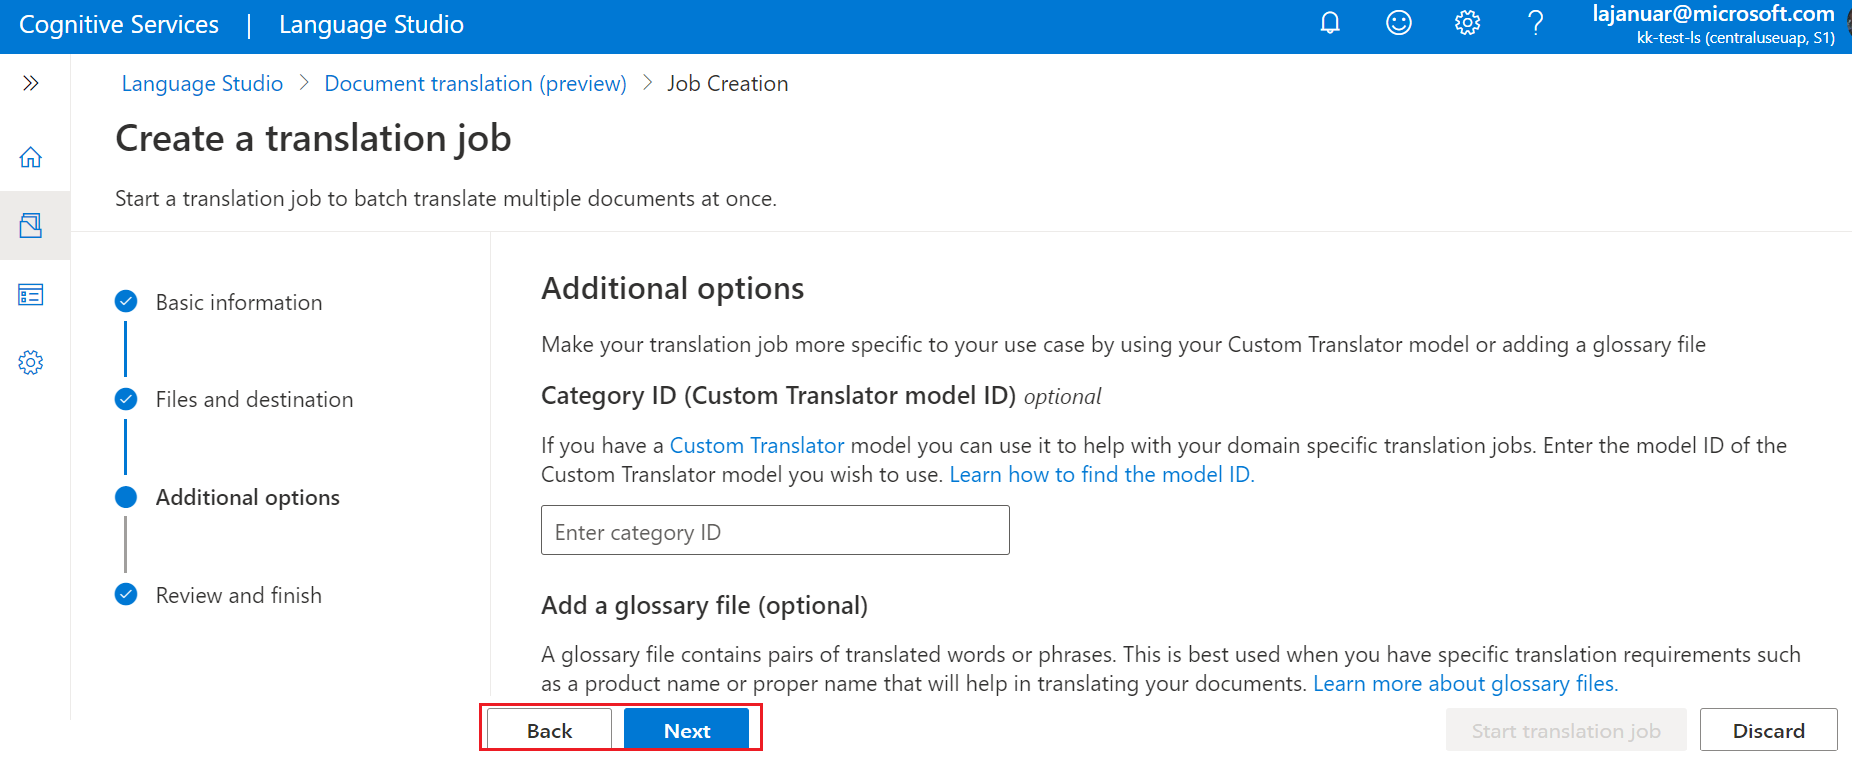 Cognitive Services | Language Studio
lajanuar@microsoft.com
kk-test-ls (centraluseuap, S1)
Language Studio > Document translation (preview) > Job Creation
Create a translation job
Start a translation job to batch translate multiple documents at once.
Basic information
Files and destination
Additional options
Review and finish
Additional options
Make your translation job more specific to your use case by using your Custom Translator model or adding a glossary file
Category ID (Custom Translator model ID) optional
If you have a Custom Translator model you can use it to help with your domain specific translation jobs. Enter the model ID of the
Custom Translator model you wish to use. Learn how to find the model ID.
Enter category ID
Add a glossary file (optional)
A glossary file contains pairs of translated words or phrases. This is best used when you have specific translation requirements such
as a product name or proper name that will help in translating your documents. Learn more about glossary files.
Back
Next
Start translation job
Discard